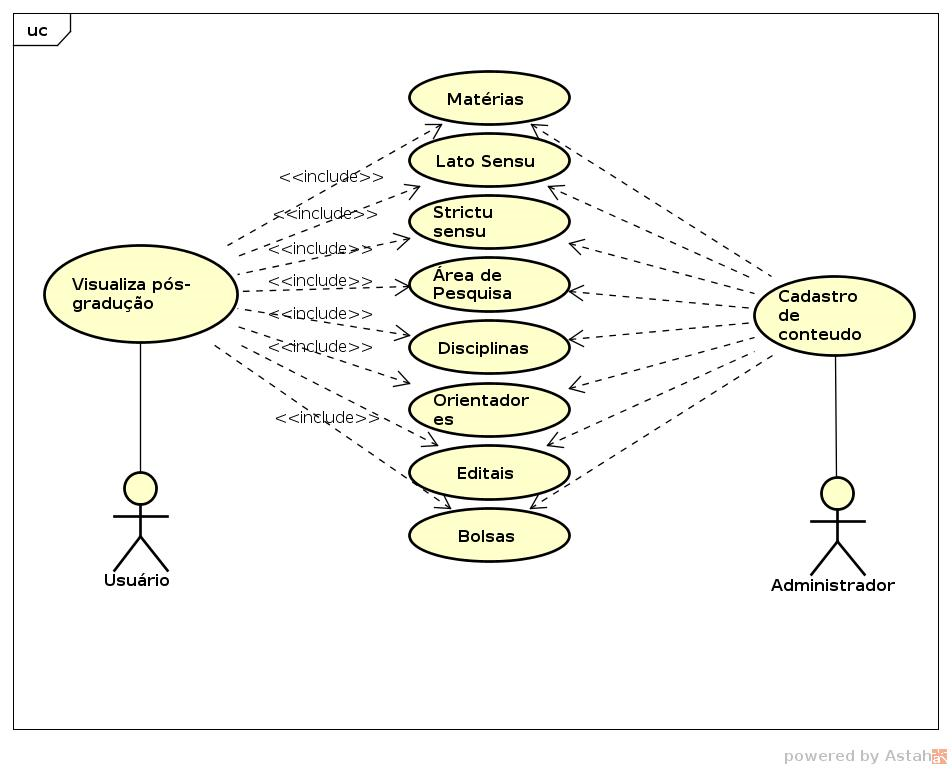 uc
Matérias
Lato Sensu
<<include>>
<<include>>
Strictu
sensu
<<include>>
Visualiza pós-
gradução
Área de
Pesquisa
<<include>>
Cadastro
de
conteudo
<<include>>
Disciplinas
<<include>>
Orientador
es
<<include>>
Editais
Bolsas
Usuário
Administrador
powered by Astah